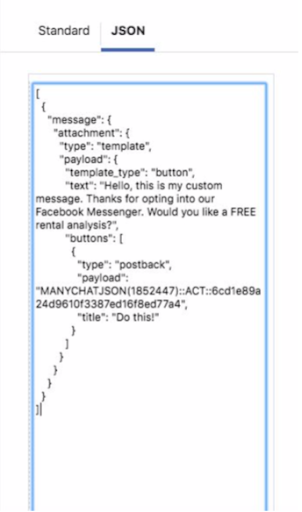 Standard JSON
[
{
"message": {
"attachment": {
"type": "template",
"payload": {
"template_type": "button",
"text": "Hello, this is my custom
message. Thanks for opting into our
Facebook Messenger. Would you like a FREE
rental analysis?",
"buttons": [
{
"type": "postback",
"payload":
"MANYCHATJSON(1852447)::ACT::6cd1e89a
24d9610f3387ed16f8ed77a4",
"title": "Do this!"
}
]
}
}
}
}
]